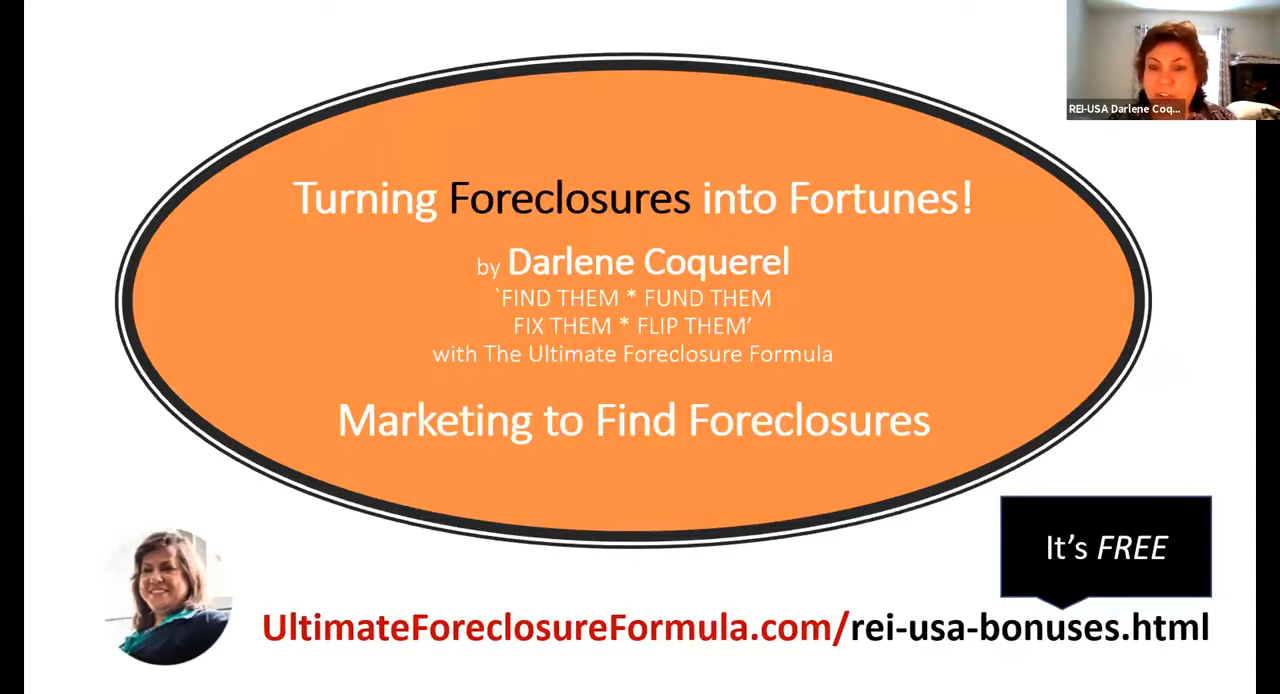 REI-USA Darlene Coq...
Turning Foreclosures into Fortunes!
by Darlene Coquerel
`FIND THEM * FUND THEM
FIX THEM * FLIP THEM’
with The Ultimate Foreclosure Formula
Marketing to Find Foreclosures
It’s FREE
UltimateForeclosureFormula.com/rei-usa-bonuses.html